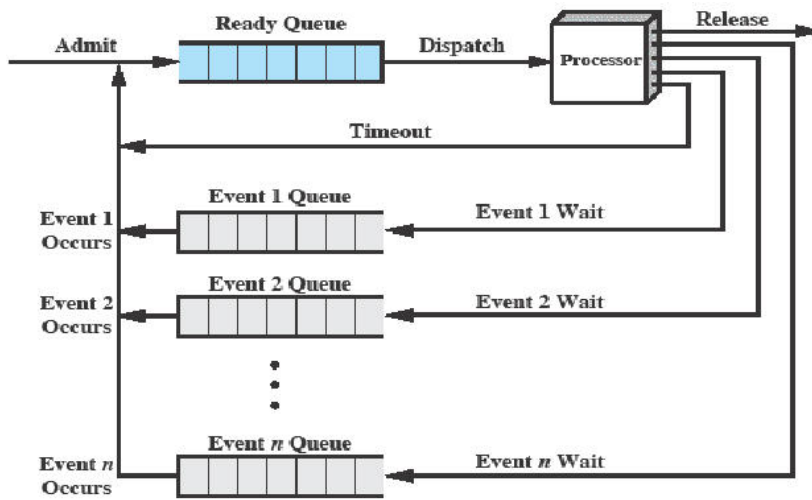 Ready Queue
Release
Admit
Dispatch
Processor
Timeout
Event 1 Queue
Event 1
Occurs
Event 1 Wait
Event 2 Queue
Event 2
Occurs
Event 2 Wait
Event n Queue
Event n
Occurs
Event n Wait